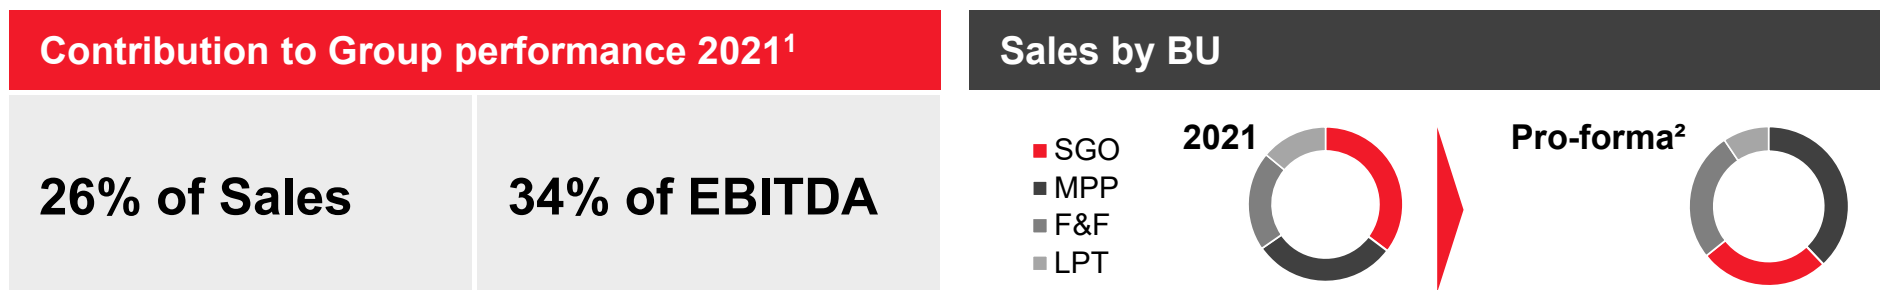 Contribution to Group performance 2021¹
26% of Sales
34% of EBITDA
Sales by BU
SGO
MPP
F&F
LPT
2021
Pro-forma²